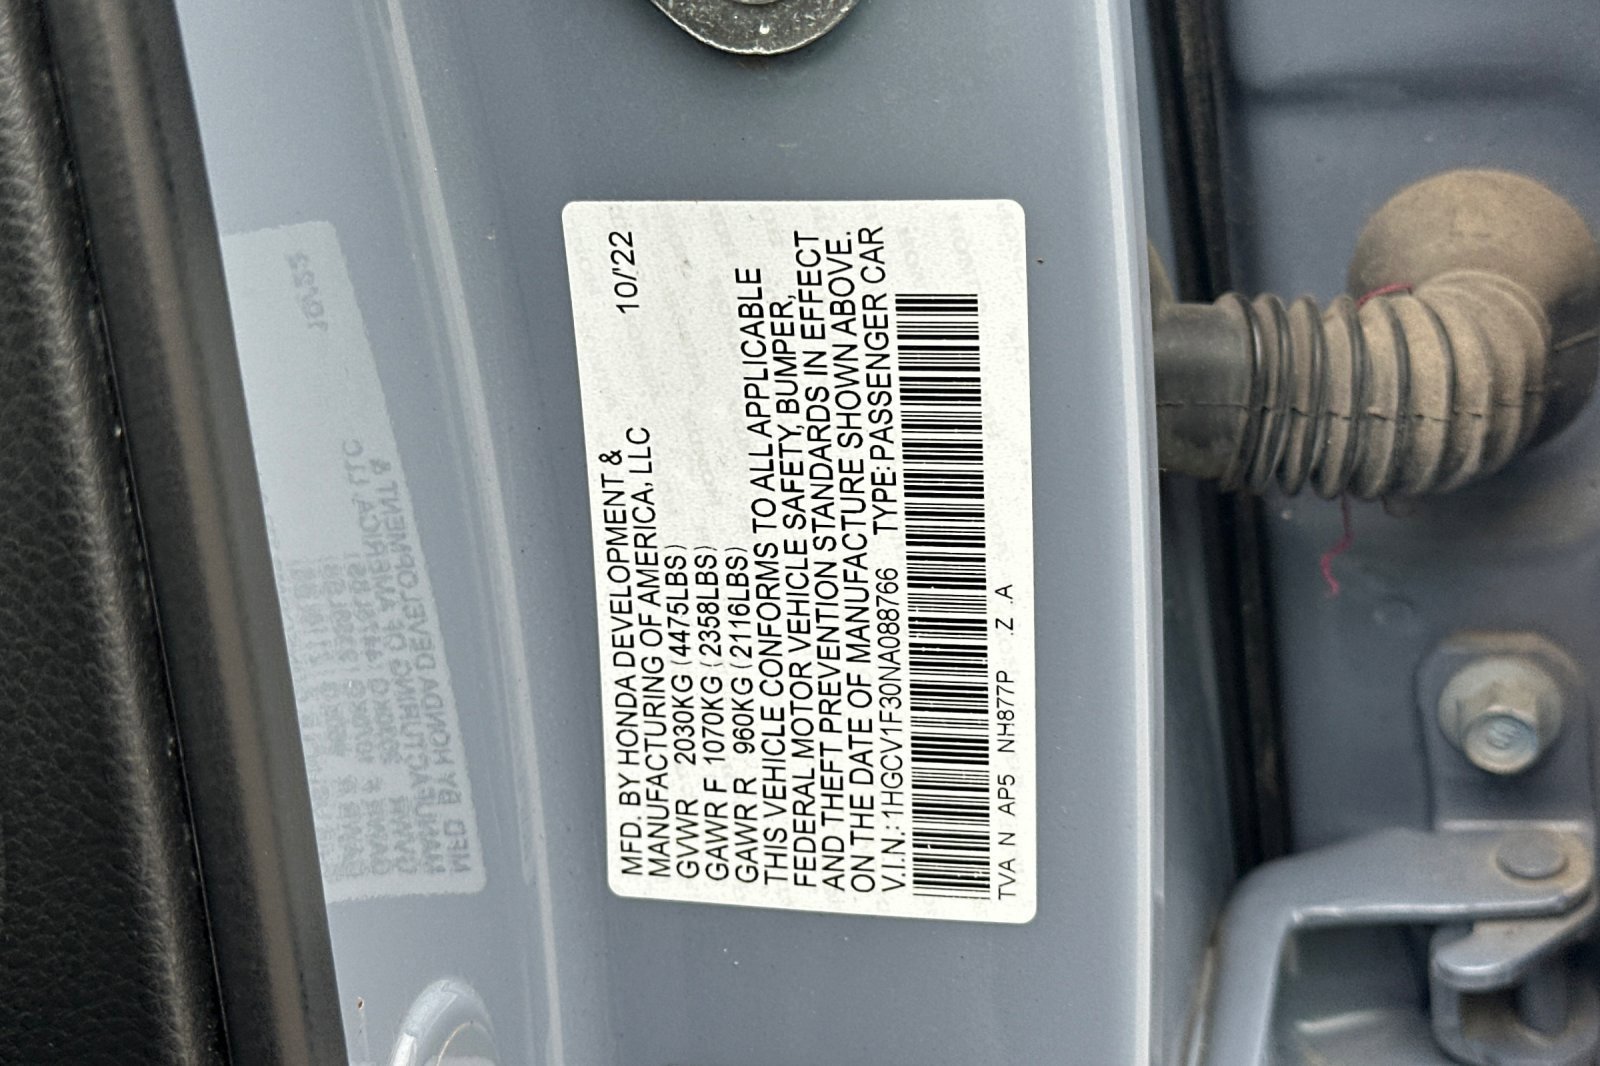 MFD. BY HONDA DEVELOPMENT & 10/'22
MANUFACTURING OF AMERICA, LLC
GVWR 2030KG (4475LBS)
GAWR F 1070KG (2358LBS)
GAWR R 960KG (2116LBS)
THIS VEHICLE CONFORMS TO ALL APPLICABLE
FEDERAL MOTOR VEHICLE SAFETY, BUMPER,
AND THEFT PREVENTION STANDARDS IN EFFECT
ON THE DATE OF MANUFACTURE SHOWN ABOVE.
V.I.N.: 1HGCV1F30NA088766 TYPE: PASSENGER CAR
TVA N AP5 NH877P .Z .A